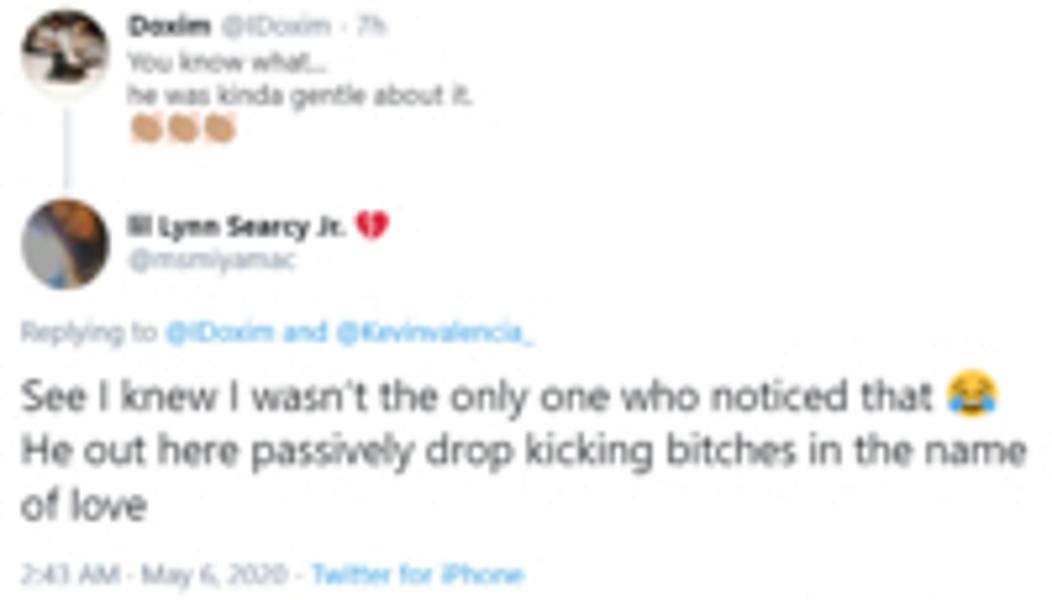 Doxim @IDoxim · 7h
You know what...
he was kinda gentle about it.
👏🏽👏🏽👏🏽
lil Lynn Searcy Jr. 💔
@msmiyamac
Replying to @IDoxim and @Kevinvalencia_
See I knew I wasn't the only one who noticed that 😂
He out here passively drop kicking bitches in the name
of love
2:43 AM · May 6, 2020 · Twitter for iPhone